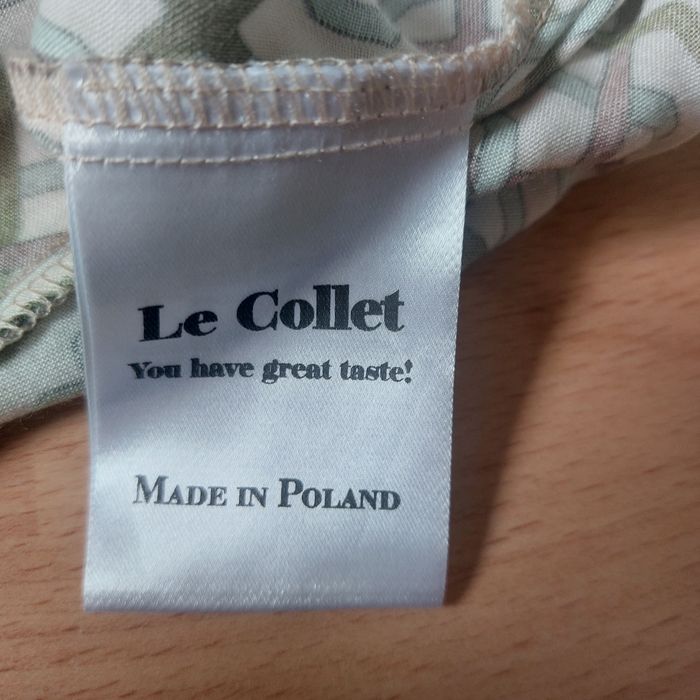 Le Collet
You have great taste!
MADE IN POLAND